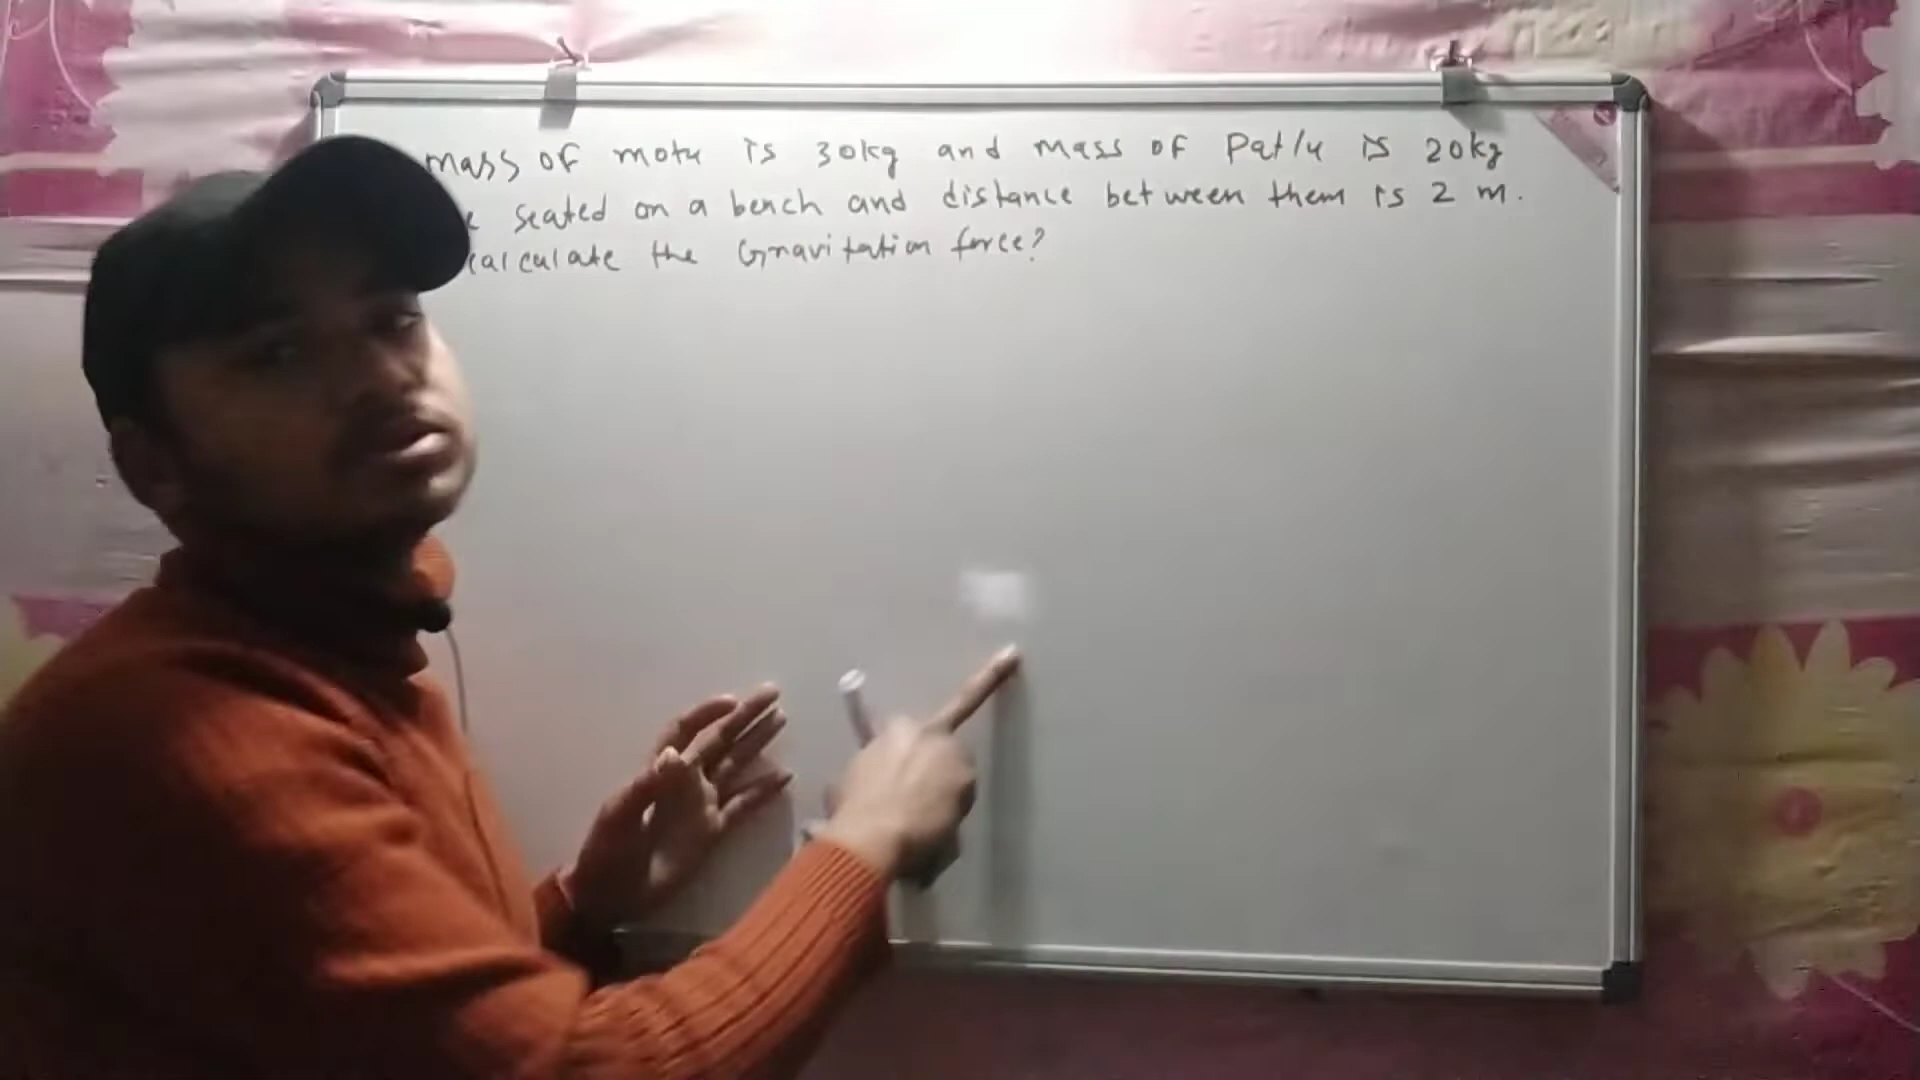 mass of motu is 30kg and mass of Patlu is 20kg
seated on a bench and distance between them is 2 m.
calculate the Gravitation force?